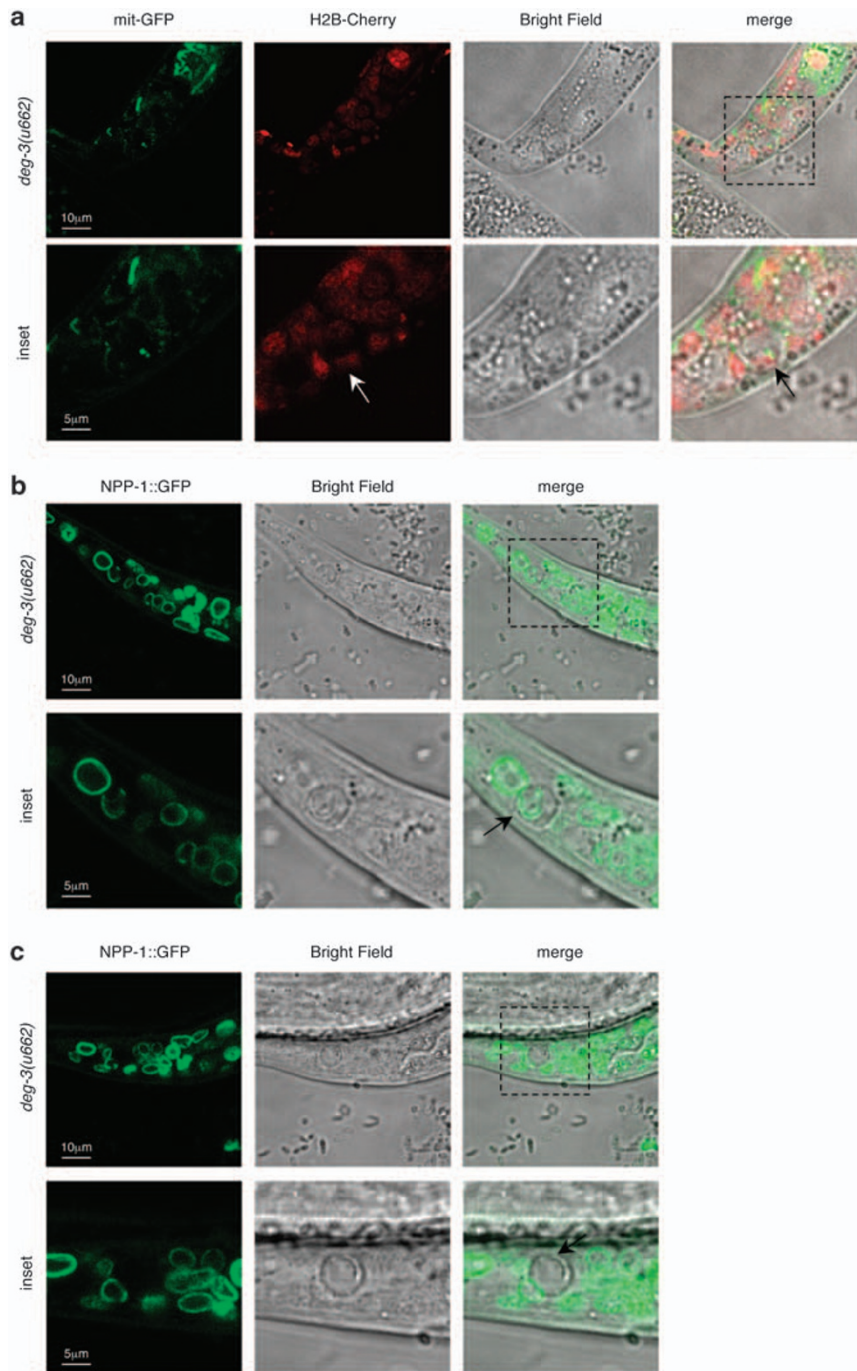 a
mit-GFP H2B-Cherry Bright Field merge
deg-3(u662)
10μm
inset
5μm
b
NPP-1::GFP Bright Field merge
deg-3(u662)
10μm
inset
5μm
c
NPP-1::GFP Bright Field merge
deg-3(u662)
10μm
inset
5μm